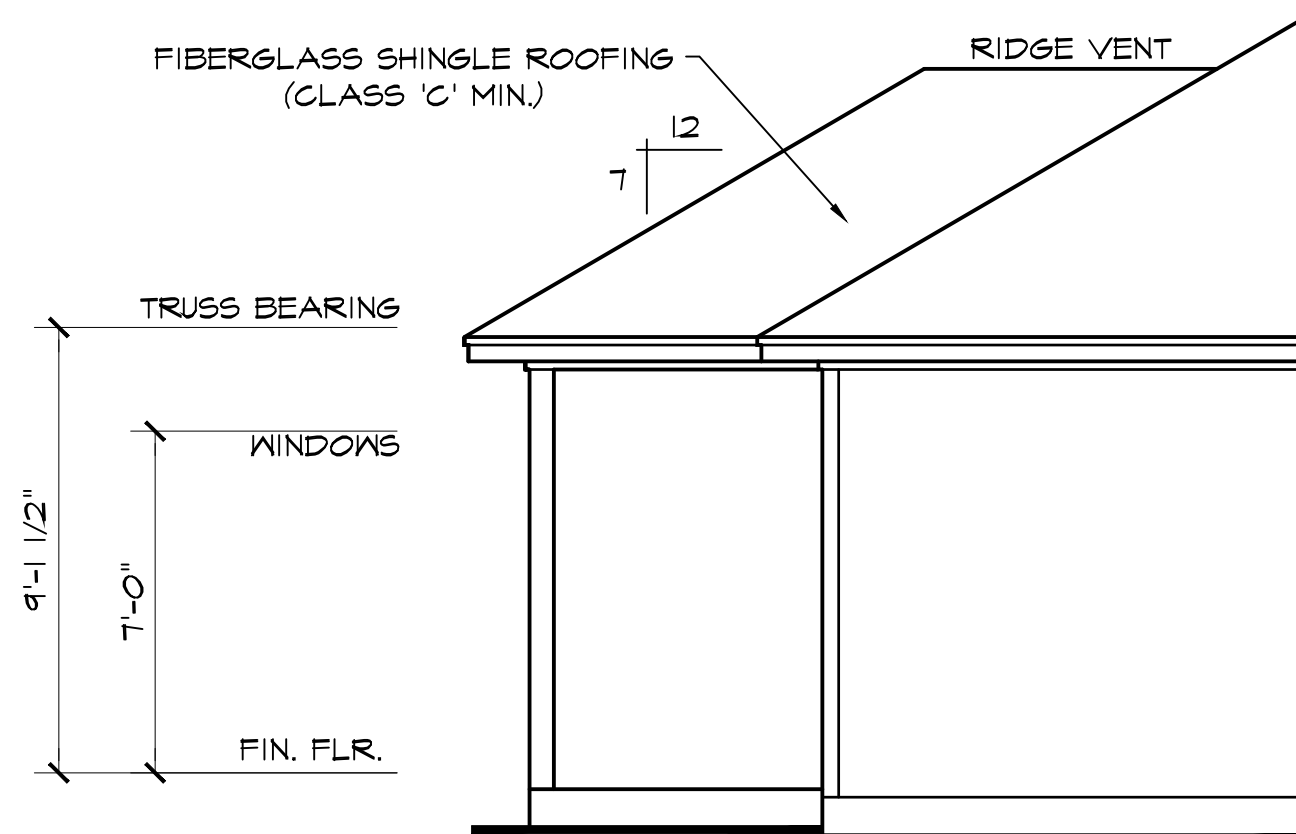 RIDGE VENT
FIBERGLASS SHINGLE ROOFING
(CLASS 'C' MIN.)
12
7
TRUSS BEARING
WINDOWS
9'-1 1/2"
7'-0"
FIN. FLR.